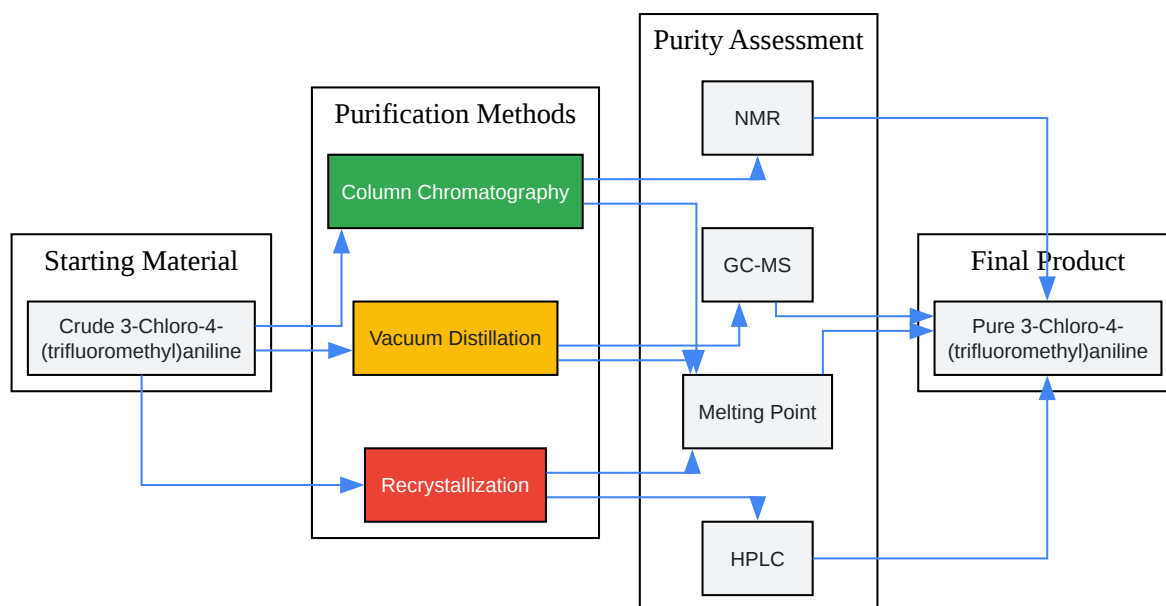 Starting Material
Crude 3-Chloro-4-
(trifluoromethyl)aniline
Purification Methods
Column Chromatography
Vacuum Distillation
Recrystallization
Purity Assessment
NMR
GC-MS
Melting Point
HPLC
Final Product
Pure 3-Chloro-4-
(trifluoromethyl)aniline